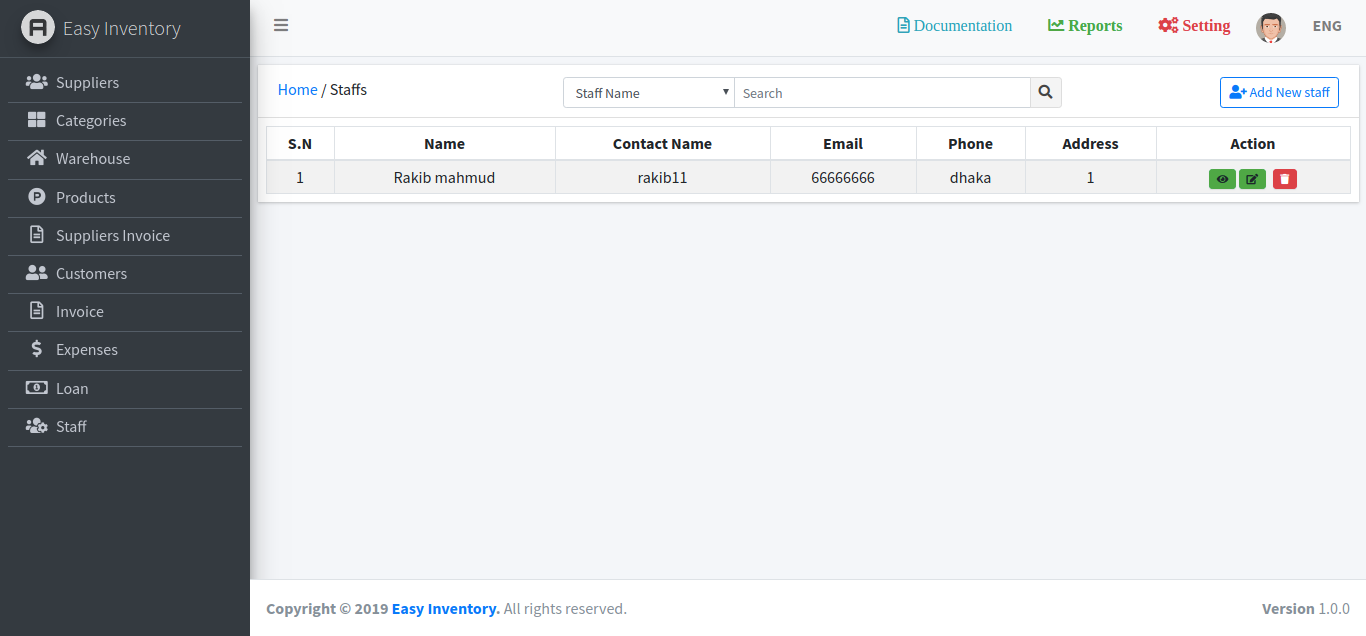 Easy Inventory
Documentation Reports Setting ENG
Suppliers
Categories
Warehouse
Products
Suppliers Invoice
Customers
Invoice
Expenses
Loan
Staff
Home / Staffs Staff Name Search Add New staff
S.N Name Contact Name Email Phone Address Action
1 Rakib mahmud rakib11 66666666 dhaka 1
Copyright © 2019 Easy Inventory. All rights reserved. Version 1.0.0